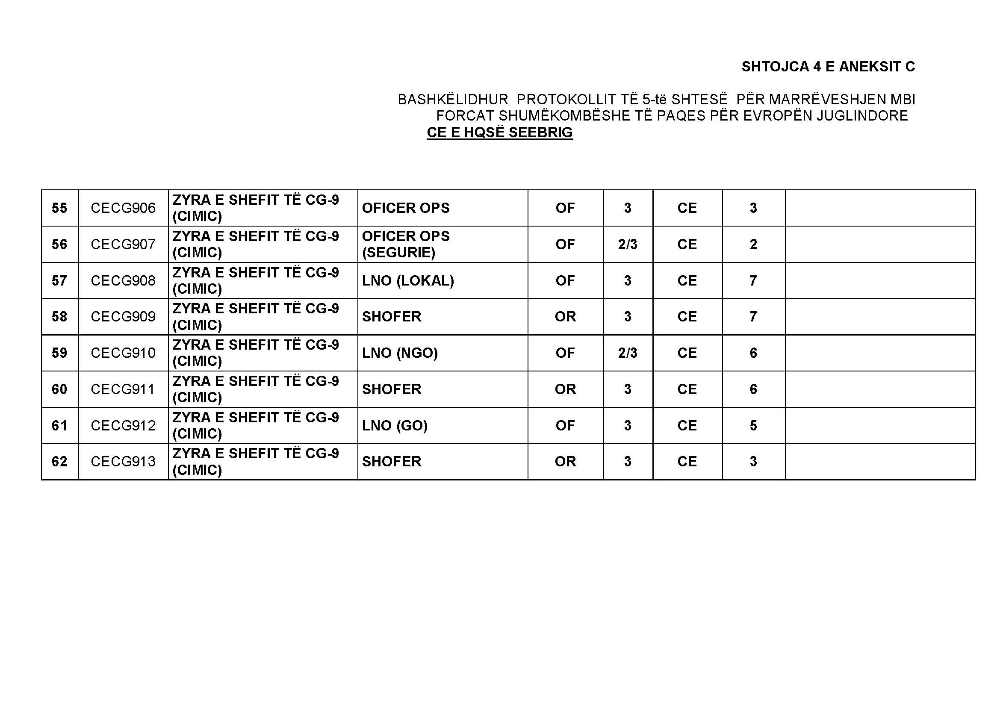 SHTOJCA 4 E ANEKSIT C
BASHKËLIDHUR PROTOKOLLIT TË 5-të SHTESË PËR MARRËVESHJEN MBI
FORCAT SHUMËKOMBËSHE TË PAQES PËR EVROPËN JUGLINDORE
CE E HQSË SEEBRIG
55 CECG906 ZYRA E SHEFIT TË CG-9 (CIMIC) OFICER OPS OF 3 CE 3
56 CECG907 ZYRA E SHEFIT TË CG-9 (CIMIC) OFICER OPS (SEGURIE) OF 2/3 CE 2
57 CECG908 ZYRA E SHEFIT TË CG-9 (CIMIC) LNO (LOKAL) OF 3 CE 7
58 CECG909 ZYRA E SHEFIT TË CG-9 (CIMIC) SHOFER OR 3 CE 7
59 CECG910 ZYRA E SHEFIT TË CG-9 (CIMIC) LNO (NGO) OF 2/3 CE 6
60 CECG911 ZYRA E SHEFIT TË CG-9 (CIMIC) SHOFER OR 3 CE 6
61 CECG912 ZYRA E SHEFIT TË CG-9 (CIMIC) LNO (GO) OF 3 CE 5
62 CECG913 ZYRA E SHEFIT TË CG-9 (CIMIC) SHOFER OR 3 CE 3